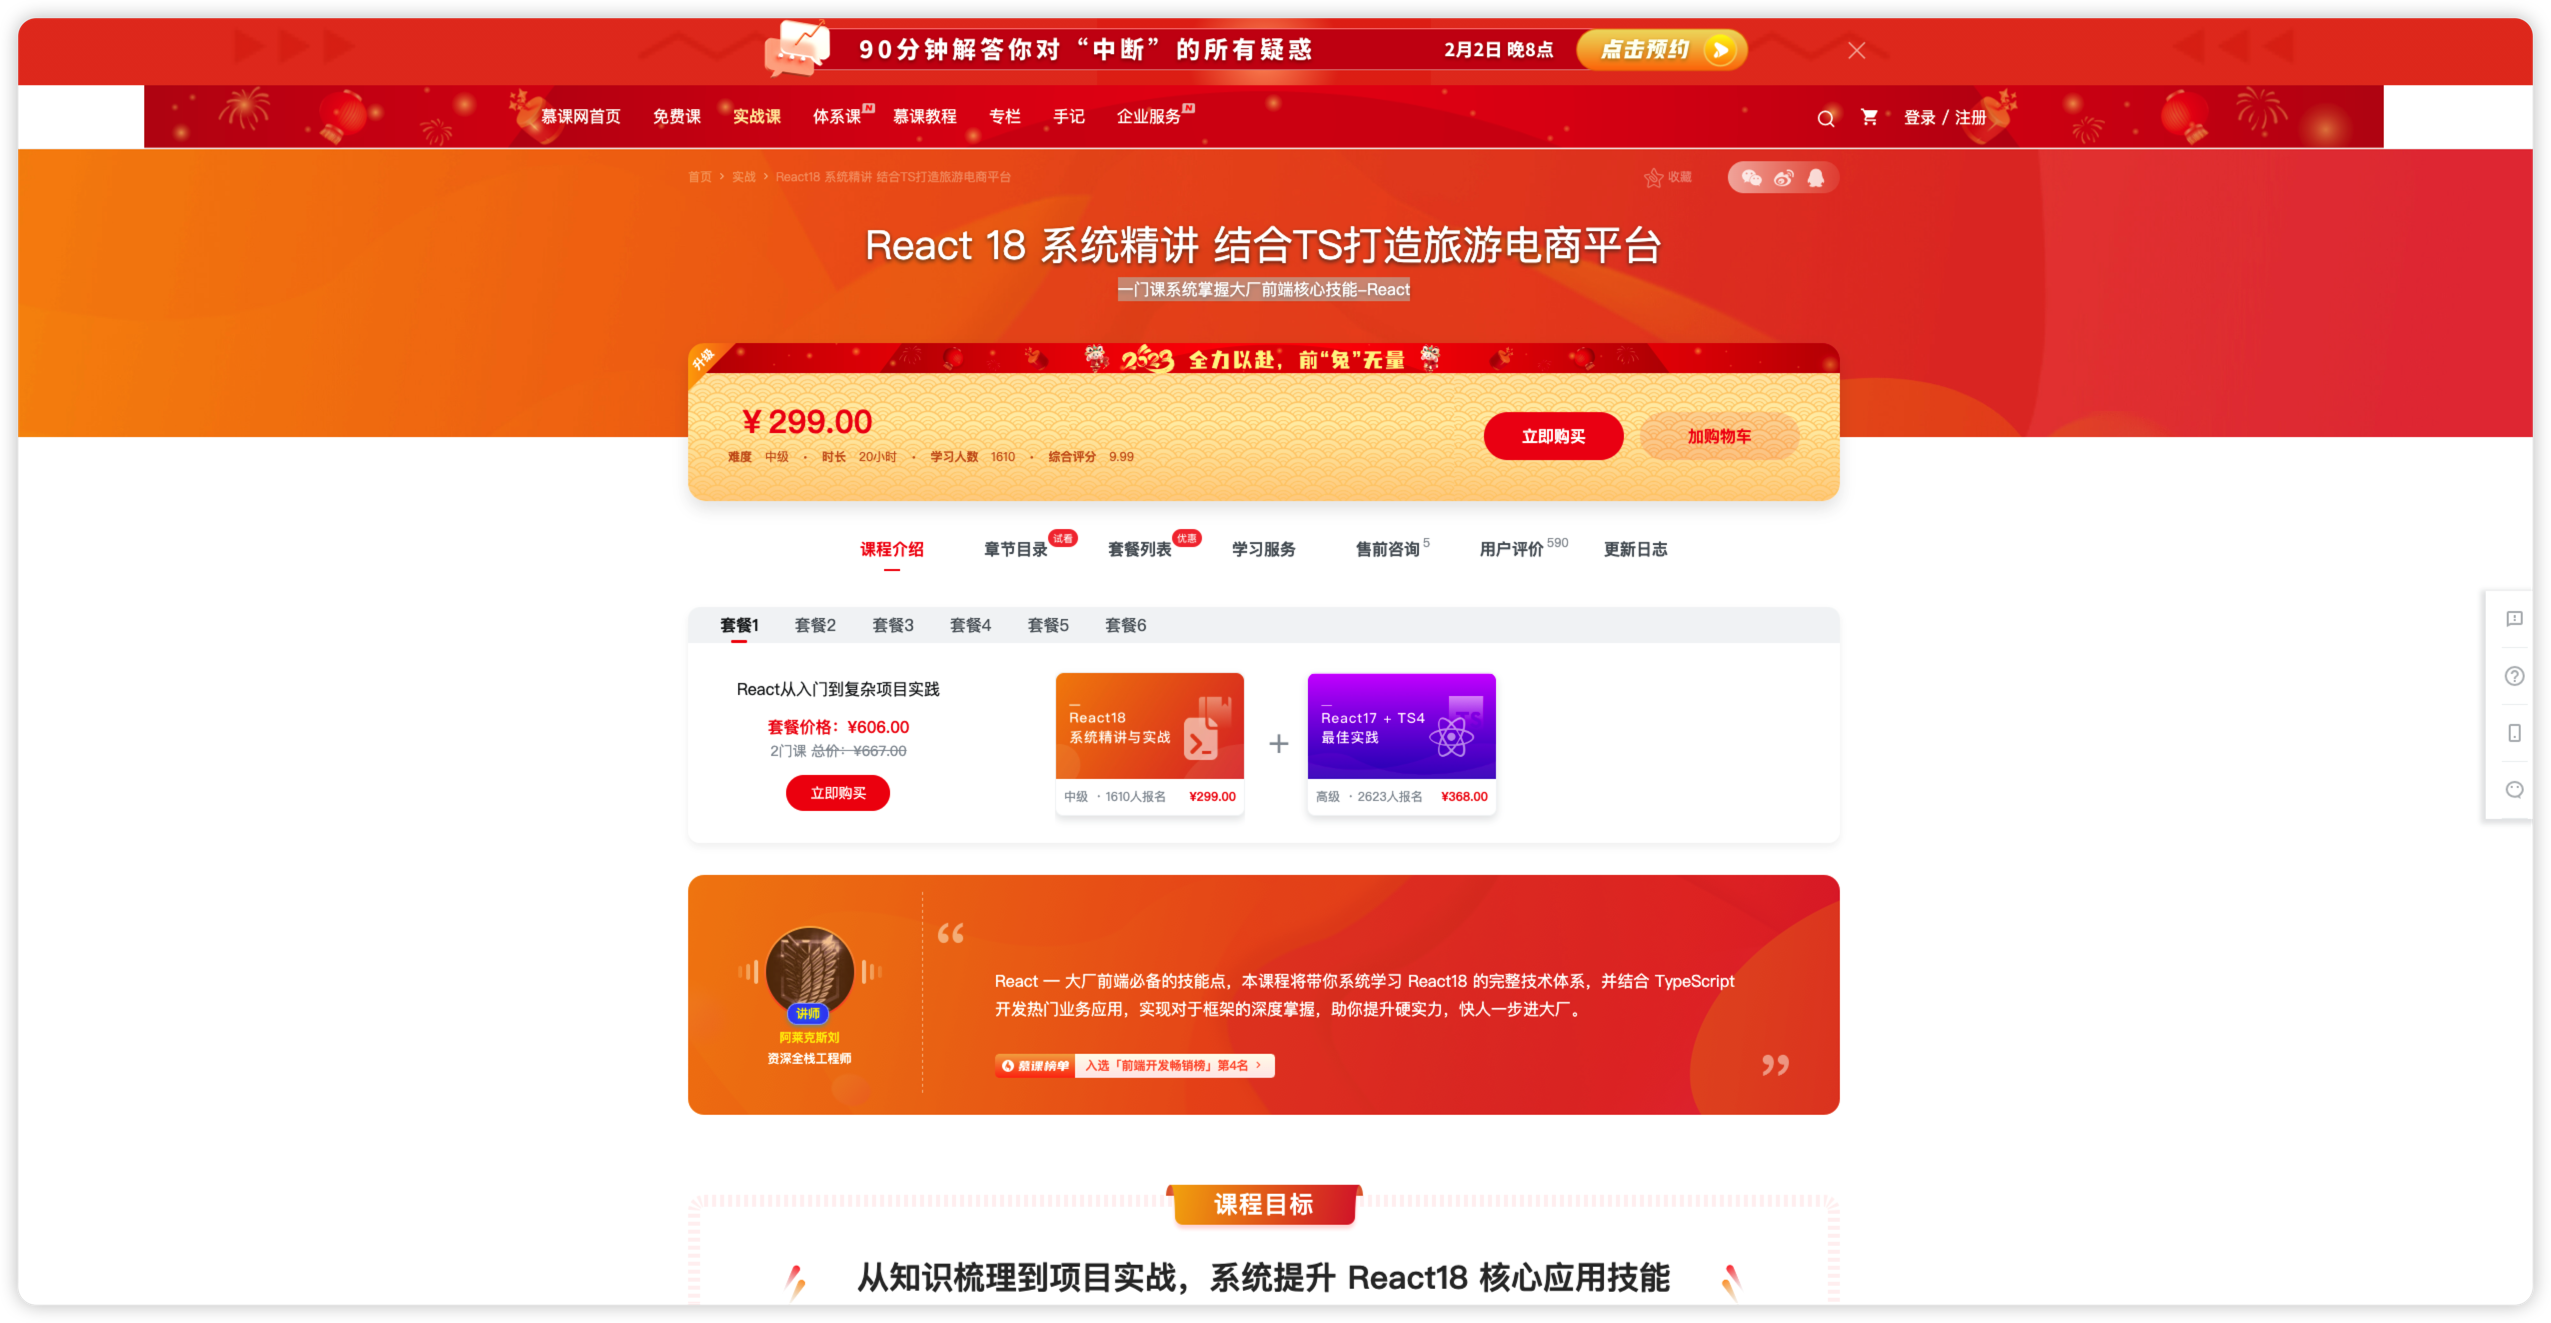 90分钟解答你对“中断”的所有疑惑 2月2日 晚8点 点击预约
慕课网首页 免费课 实战课 体系课 N 慕课教程 专栏 手记 企业服务 N 登录 / 注册
首页 > 实战 > React18 系统精讲 结合TS打造旅游电商平台 收藏
React 18 系统精讲 结合TS打造旅游电商平台
一门课系统掌握大厂前端核心技能-React
升级 2023 全力以赴，前“兔”无量
¥ 299.00
立即购买 加购物车
难度 中级 · 时长 20小时 · 学习人数 1610 · 综合评分 9.99
课程介绍 章节目录 试看 套餐列表 优惠 学习服务 售前咨询 5 用户评价 590 更新日志
套餐1 套餐2 套餐3 套餐4 套餐5 套餐6
React从入门到复杂项目实践
套餐价格：¥606.00
2门课 总价：¥667.00
立即购买
React18
系统精讲与实战
中级 · 1610人报名 ¥299.00
+
React17 + TS4
最佳实践
TS
高级 · 2623人报名 ¥368.00
讲师
阿莱克斯刘
资深全栈工程师
“
React — 大厂前端必备的技能点，本课程将带你系统学习 React18 的完整技术体系，并结合 TypeScript
开发热门业务应用，实现对于框架的深度掌握，助你提升硬实力，快人一步进大厂。
慕课榜单 入选「前端开发畅销榜」第4名 >
”
课程目标
从知识梳理到项目实战，系统提升 React18 核心应用技能